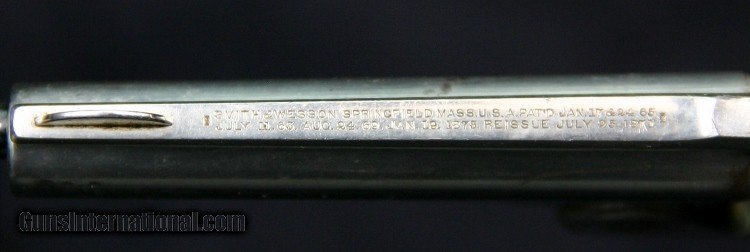 SMITH & WESSON SPRINGFIELD MASS. U.S.A. PAT'D JAN. 17 & 24. 65
JULY 11. 65. AUG. 24. 69. JAN. 19. 1875. REISSUE JULY 25. 1871
GunsInternational.com